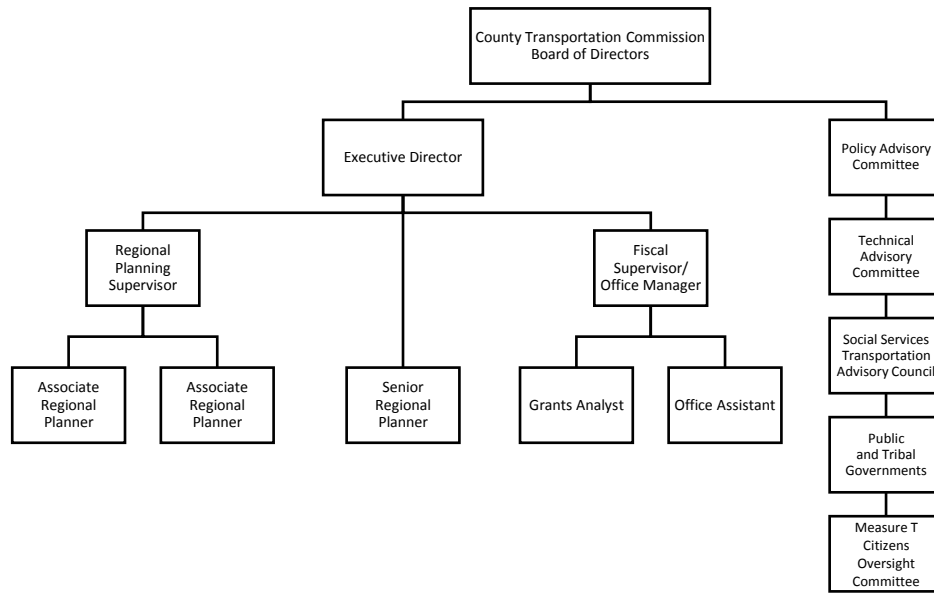 County Transportation Commission
Board of Directors
Executive Director
Policy Advisory
Committee
Regional
Planning
Supervisor
Fiscal
Supervisor/
Office Manager
Technical
Advisory
Committee
Social Services
Transportation
Advisory Council
Associate
Regional
Planner
Associate
Regional
Planner
Senior
Regional
Planner
Grants Analyst
Office Assistant
Public
and Tribal
Governments
Measure T
Citizens
Oversight
Committee